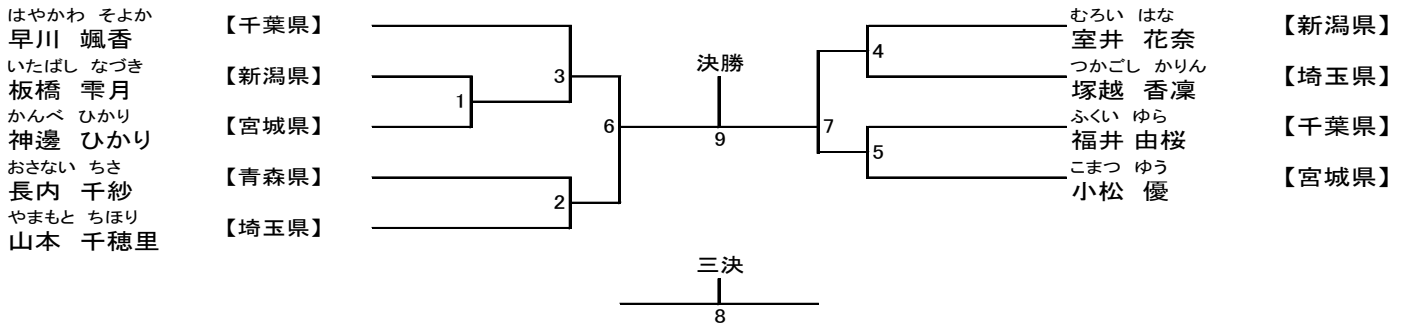 はやかわ そよか
早川 颯香 【千葉県】
いたばし なづき
板橋 雫月 【新潟県】
かんべ ひかり
神邊 ひかり 【宮城県】
おさない ちさ
長内 千紗 【青森県】
やまもと ちほり
山本 千穂里 【埼玉県】
3
1
6
2
決勝
9
三決
8
7
4
5
むろい はな
室井 花奈 【新潟県】
つかごし かりん
塚越 香凜 【埼玉県】
ふくい ゆら
福井 由桜 【千葉県】
こまつ ゆう
小松 優 【宮城県】